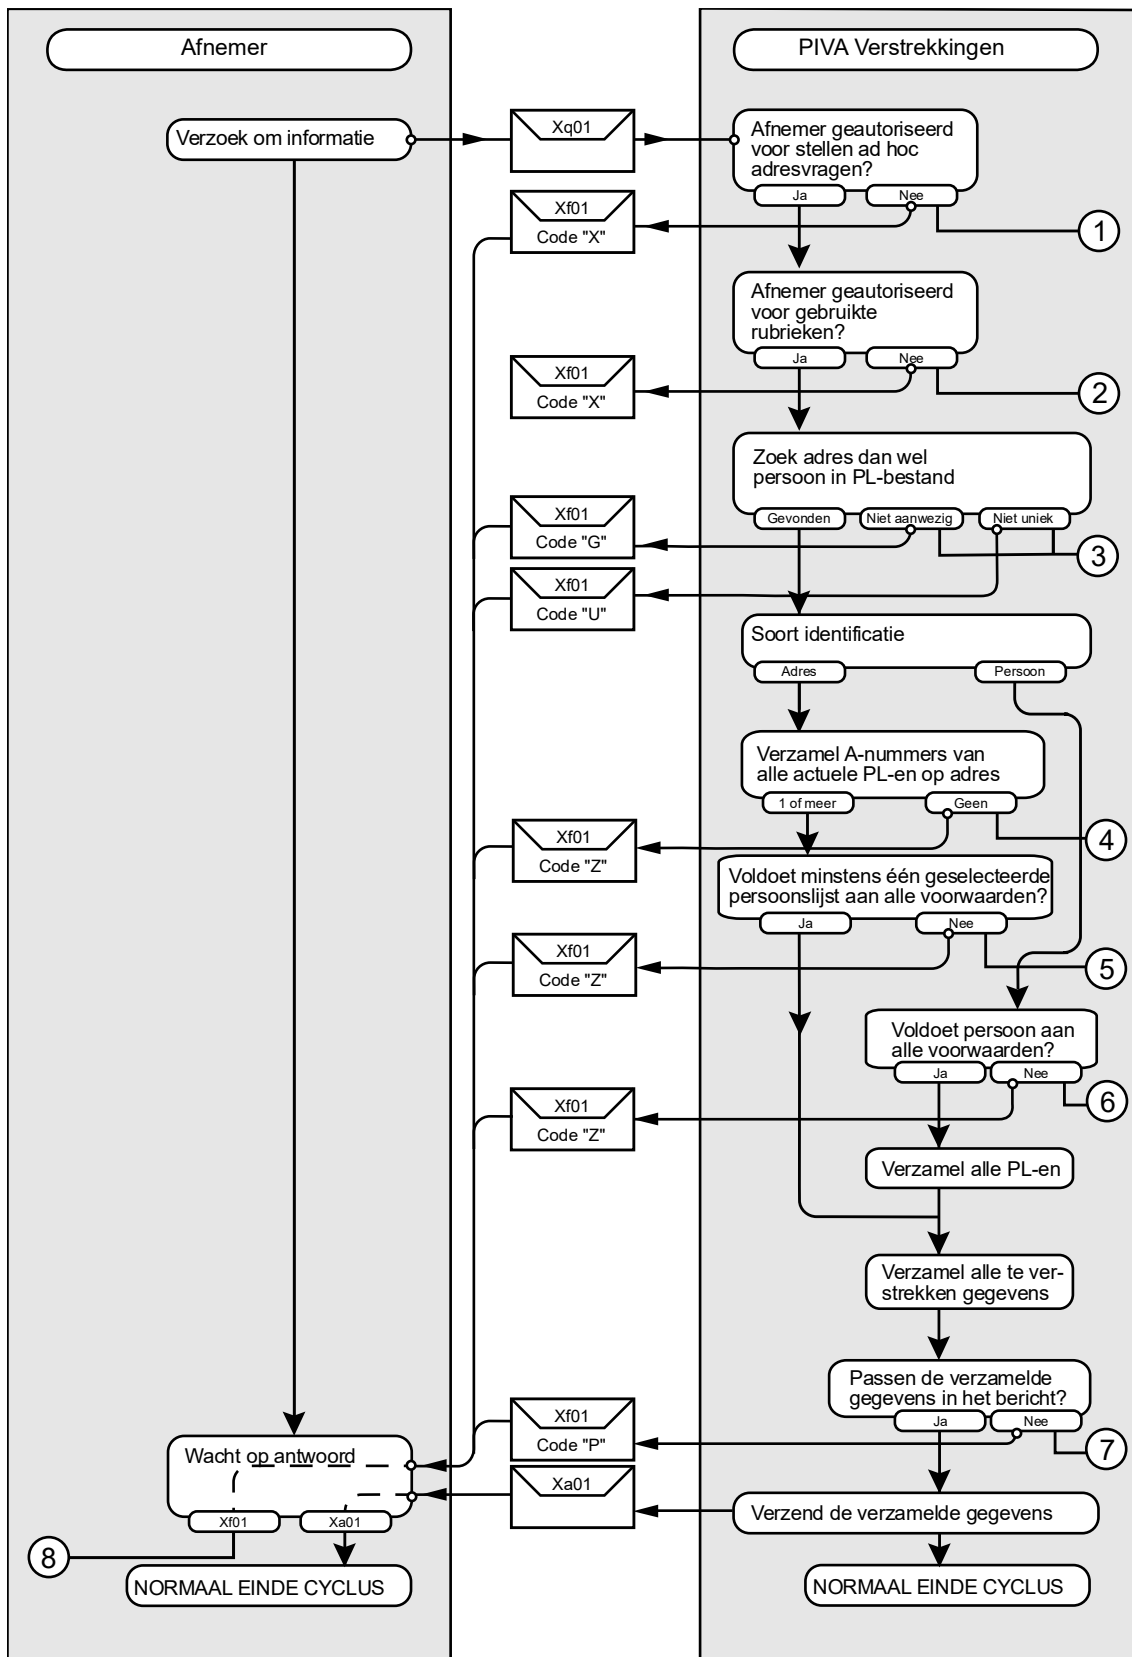 Afnemer
PIVA Verstrekkingen
Verzoek om informatie
Xq01
Afnemer geautoriseerd
voor stellen ad hoc
adresvragen?
Ja
Nee
Xf01
Code "X"
1
Afnemer geautoriseerd
voor gebruikte
rubrieken?
Ja
Nee
Xf01
Code "X"
2
Zoek adres dan wel
persoon in PL-bestand
Gevonden
Niet aanwezig
Niet uniek
Xf01
Code "G"
3
Xf01
Code "U"
Soort identificatie
Adres
Persoon
Verzamel A-nummers van
alle actuele PL-en op adres
1 of meer
Geen
Xf01
Code "Z"
4
Voldoet minstens één geselecteerde
persoonslijst aan alle voorwaarden?
Ja
Nee
Xf01
Code "Z"
5
Voldoet persoon aan
alle voorwaarden?
Ja
Nee
Xf01
Code "Z"
6
Verzamel alle PL-en
Verzamel alle te ver-
strekken gegevens
Passen de verzamelde
gegevens in het bericht?
Ja
Nee
Xf01
Code "P"
7
Wacht op antwoord
Xf01
Xa01
Xa01
Verzend de verzamelde gegevens
8
NORMAAL EINDE CYCLUS
NORMAAL EINDE CYCLUS